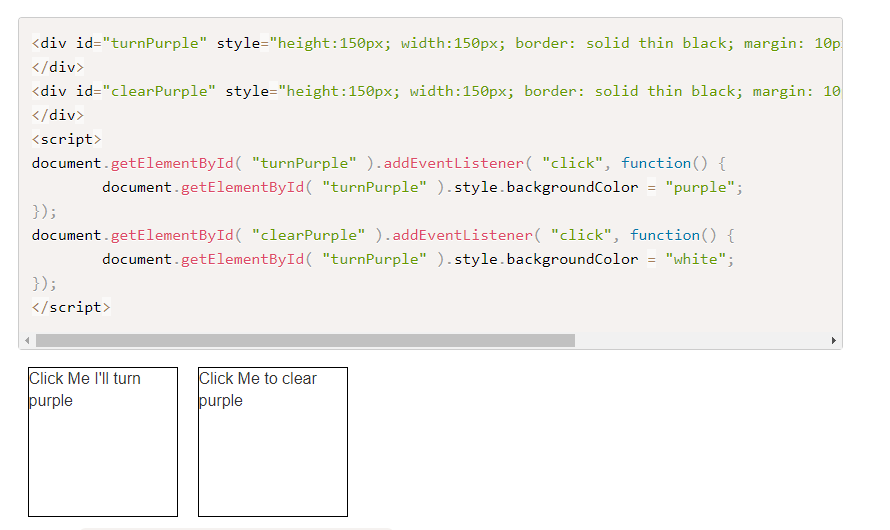 <div id="turnPurple" style="height:150px; width:150px; border: solid thin black; margin: 10p
</div>
<div id="clearPurple" style="height:150px; width:150px; border: solid thin black; margin: 10
</div>
<script>
document.getElementById( "turnPurple" ).addEventListener( "click", function() {
        document.getElementById( "turnPurple" ).style.backgroundColor = "purple";
});
document.getElementById( "clearPurple" ).addEventListener( "click", function() {
        document.getElementById( "turnPurple" ).style.backgroundColor = "white";
});
</script>
Click Me I'll turn
purple
Click Me to clear
purple